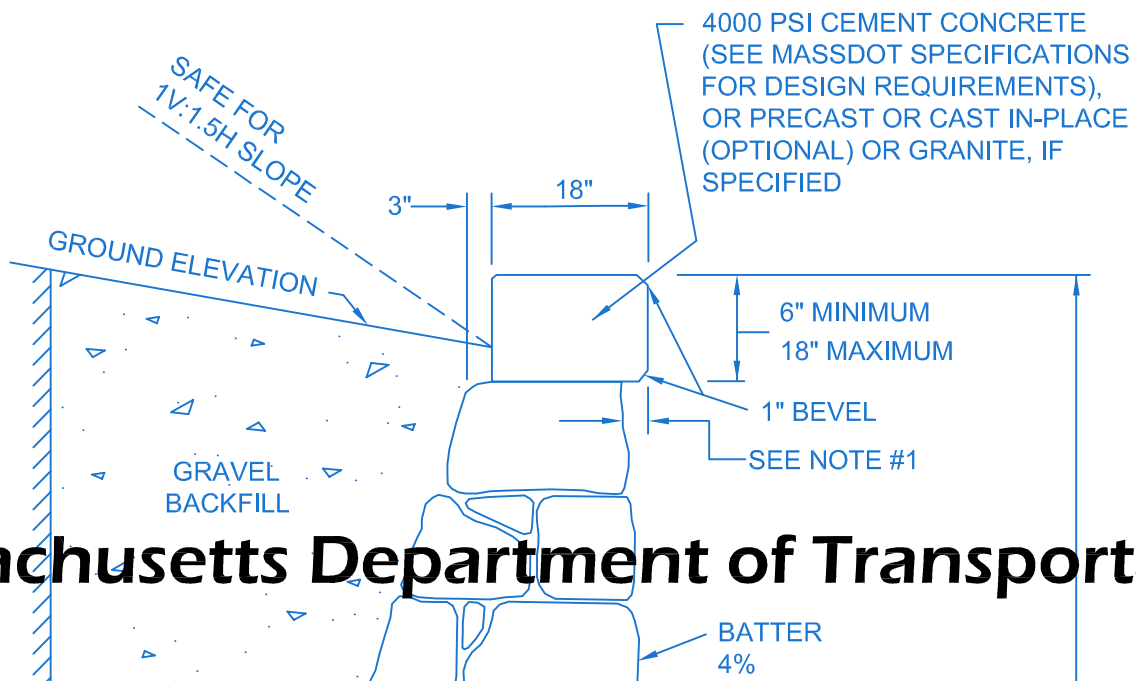 4000 PSI CEMENT CONCRETE
(SEE MASSDOT SPECIFICATIONS
FOR DESIGN REQUIREMENTS),
OR PRECAST OR CAST IN-PLACE
(OPTIONAL) OR GRANITE, IF
SPECIFIED
SAFE FOR
1V:1.5H SLOPE
3"
18"
GROUND ELEVATION
6" MINIMUM
18" MAXIMUM
1" BEVEL
SEE NOTE #1
GRAVEL
BACKFILL
achusetts Department of Transport
BATTER
4%